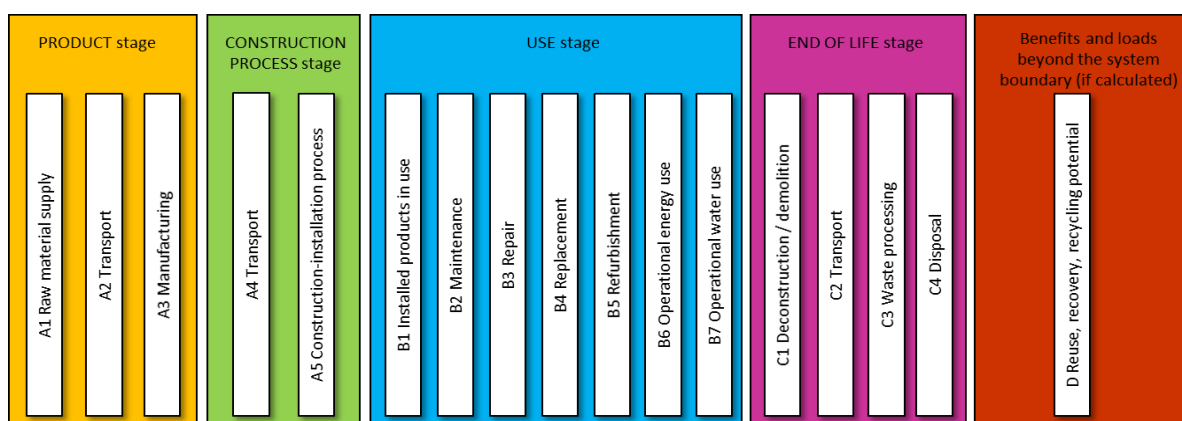 PRODUCT stage
A1 Raw material supply
A2 Transport
A3 Manufacturing
CONSTRUCTION
PROCESS stage
A4 Transport
A5 Construction-installation process
USE stage
B1 Installed products in use
B2 Maintenance
B3 Repair
B4 Replacement
B5 Refurbishment
B6 Operational energy use
B7 Operational water use
END OF LIFE stage
C1 Deconstruction / demolition
C2 Transport
C3 Waste processing
C4 Disposal
Benefits and loads
beyond the system
boundary (if calculated)
D Reuse, recovery, recycling potential